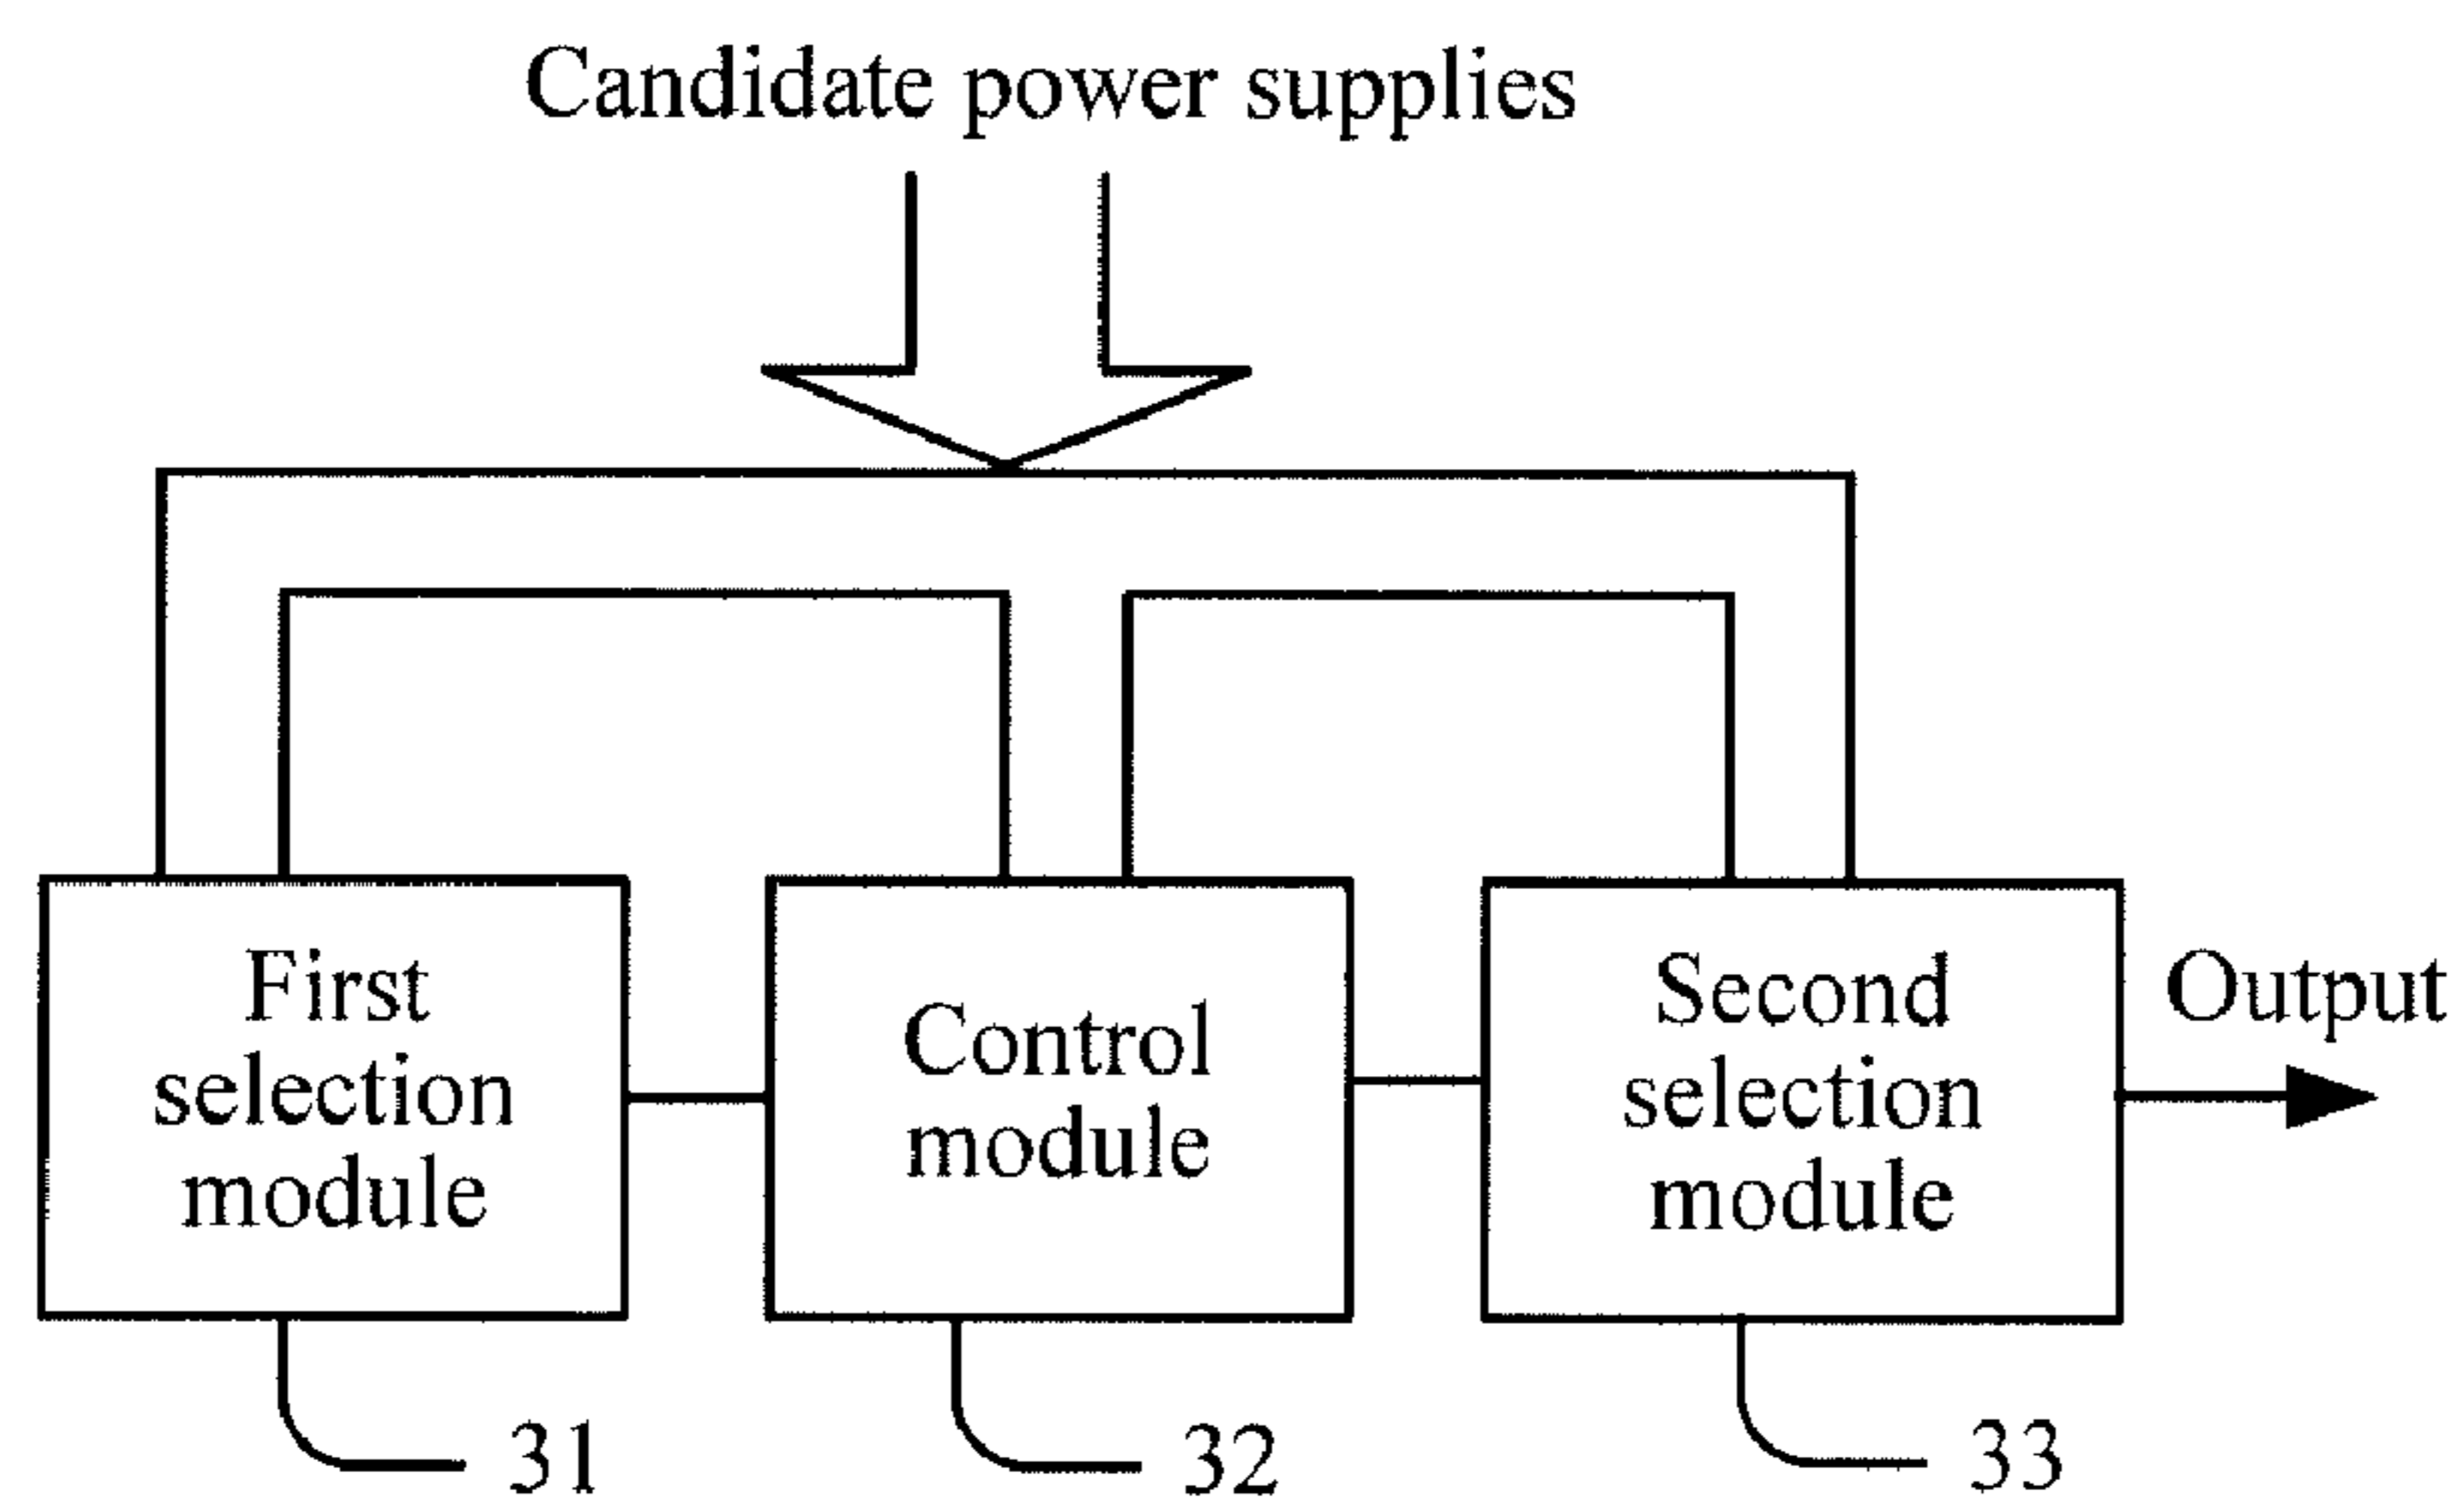 Candidate power supplies
First
selection
module
Control
module
Second
selection
module
Output
31
32
33